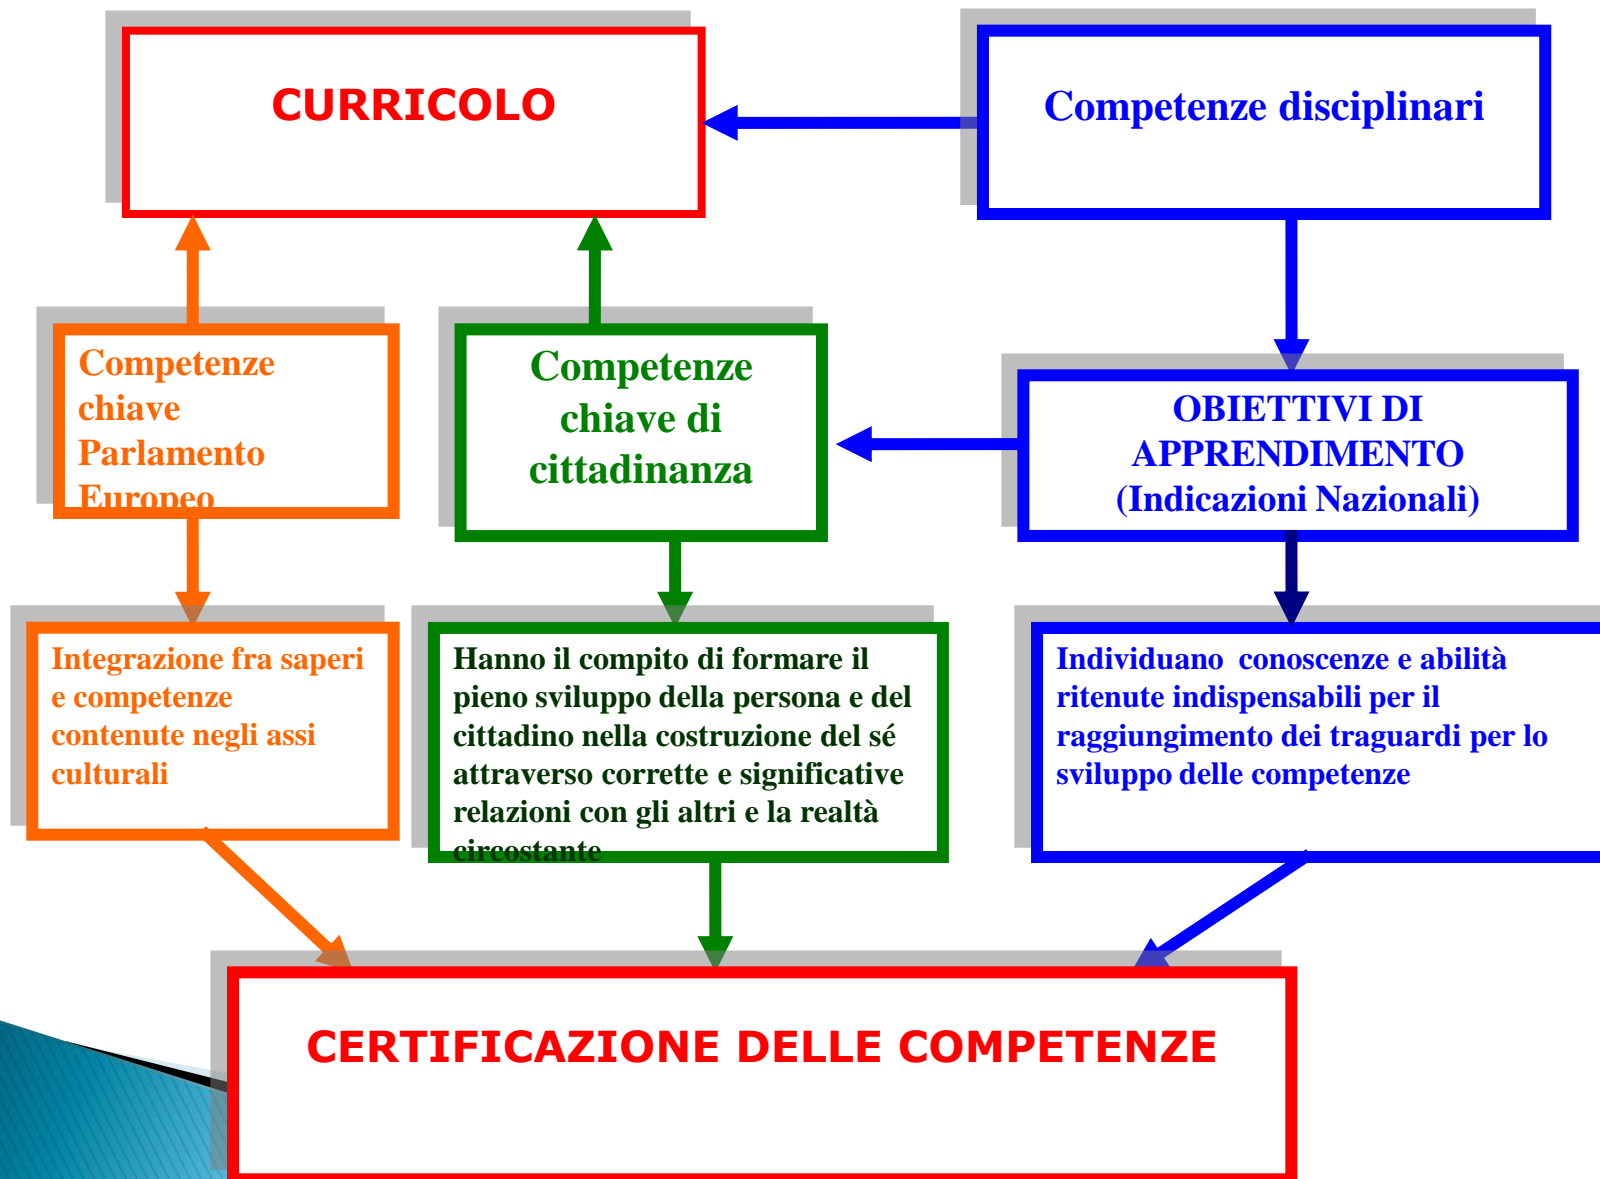 CURRICOLO
Competenze disciplinari
Competenze
chiave
Parlamento
Europeo
Competenze
chiave di
cittadinanza
OBIETTIVI DI
APPRENDIMENTO
(Indicazioni Nazionali)
Integrazione fra saperi
e competenze
contenute negli assi
culturali
Hanno il compito di formare il
pieno sviluppo della persona e del
cittadino nella costruzione del sé
attraverso corrette e significative
relazioni con gli altri e la realtà
circostante
Individuano conoscenze e abilità
ritenute indispensabili per il
raggiungimento dei traguardi per lo
sviluppo delle competenze
CERTIFICAZIONE DELLE COMPETENZE